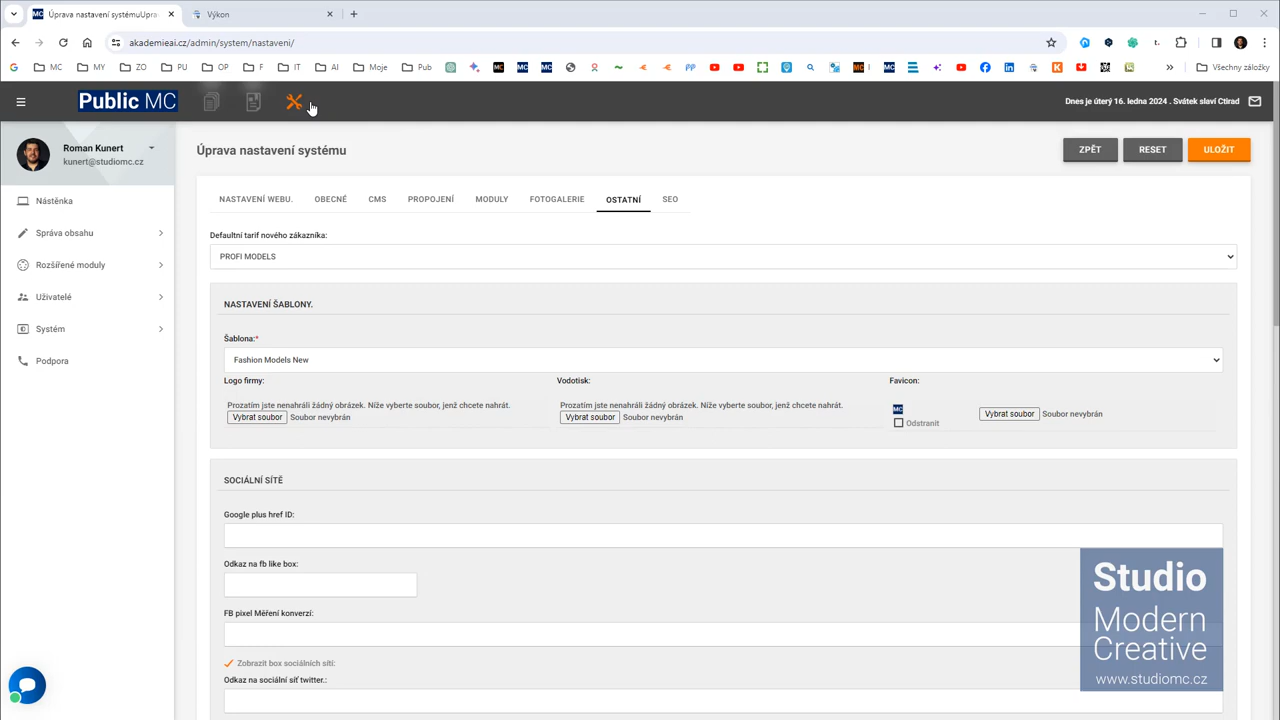 Úprava nastavení systémuUpra
Výkon
akademieai.cz/admin/system/nastaveni/
MC
MY
ZO
PU
OP
F
IT
AI
Moje
Pub
Všechny záložky
Public MC
Dnes je úterý 16. ledna 2024 . Svátek slaví Ctirad
Roman Kunert
kunert@studiomc.cz
Nástěnka
Správa obsahu
Rozšířené moduly
Uživatelé
Systém
Podpora
Úprava nastavení systému
ZPĚT
RESET
ULOŽIT
NASTAVENÍ WEBU.
OBECNÉ
CMS
PROPOJENÍ
MODULY
FOTOGALERIE
OSTATNÍ
SEO
Defaultní tarif nového zákazníka:
PROFI MODELS
NASTAVENÍ ŠABLONY.
Šablona:*
Fashion Models New
Logo firmy:
Prozatím jste nenahráli žádný obrázek. Níže vyberte soubor, jenž chcete nahrát.
Vybrat soubor Soubor nevybrán
Vodotisk:
Prozatím jste nenahráli žádný obrázek. Níže vyberte soubor, jenž chcete nahrát.
Vybrat soubor Soubor nevybrán
Favicon:
MC
Odstranit
Vybrat soubor Soubor nevybrán
SOCIÁLNÍ SÍTĚ
Google plus href ID:
Odkaz na fb like box:
FB pixel Měření konverzí:
Zobrazit box sociálních sítí:
Odkaz na sociální síť twitter.:
Studio
Modern
Creative
www.studiomc.cz